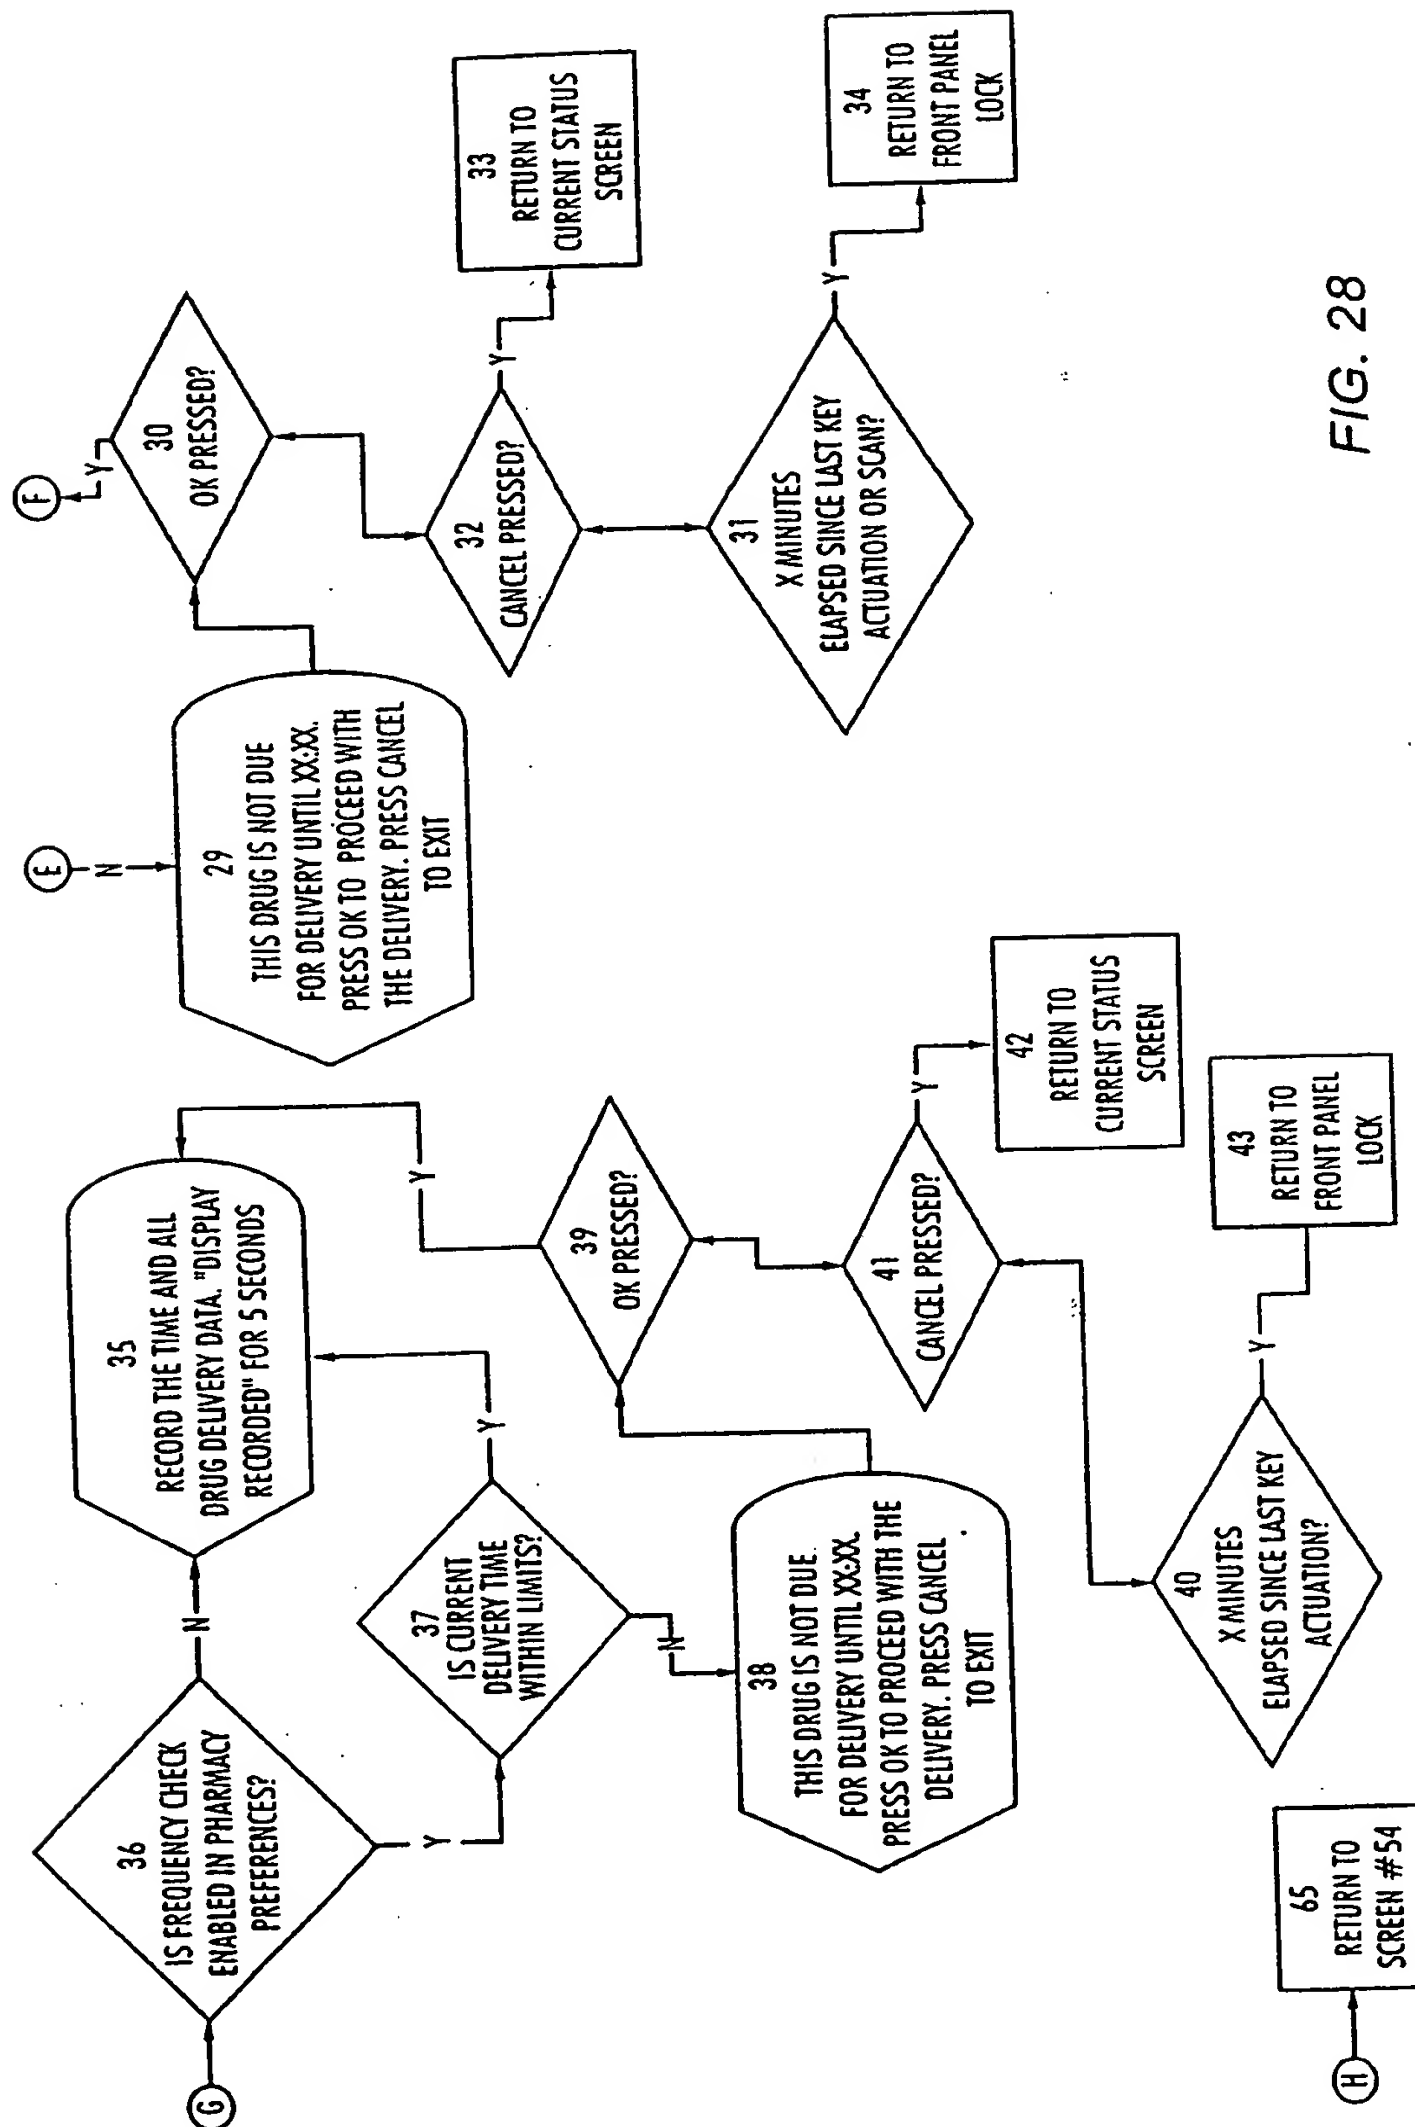 G
36
IS FREQUENCY CHECK
ENABLED IN PHARMACY
PREFERENCES?
N
Y
35
RECORD THE TIME AND ALL
DRUG DELIVERY DATA. "DISPLAY
RECORDED" FOR 5 SECONDS
37
IS CURRENT
DELIVERY TIME
WITHIN LIMITS?
Y
N
38
THIS DRUG IS NOT DUE
FOR DELIVERY UNTIL XX:XX.
PRESS OK TO PROCEED WITH THE
DELIVERY. PRESS CANCEL
TO EXIT
39
OK PRESSED?
Y
41
CANCEL PRESSED?
Y
42
RETURN TO
CURRENT STATUS
SCREEN
40
X MINUTES
ELAPSED SINCE LAST KEY
ACTUATION?
Y
43
RETURN TO
FRONT PANEL
LOCK
H
65
RETURN TO
SCREEN #54
E
N
29
THIS DRUG IS NOT DUE
FOR DELIVERY UNTIL XX:XX.
PRESS OK TO PROCEED WITH
THE DELIVERY. PRESS CANCEL
TO EXIT
30
OK PRESSED?
Y
F
32
CANCEL PRESSED?
Y
33
RETURN TO
CURRENT STATUS
SCREEN
31
X MINUTES
ELAPSED SINCE LAST KEY
ACTUATION OR SCAN?
Y
34
RETURN TO
FRONT PANEL
LOCK
FIG. 28